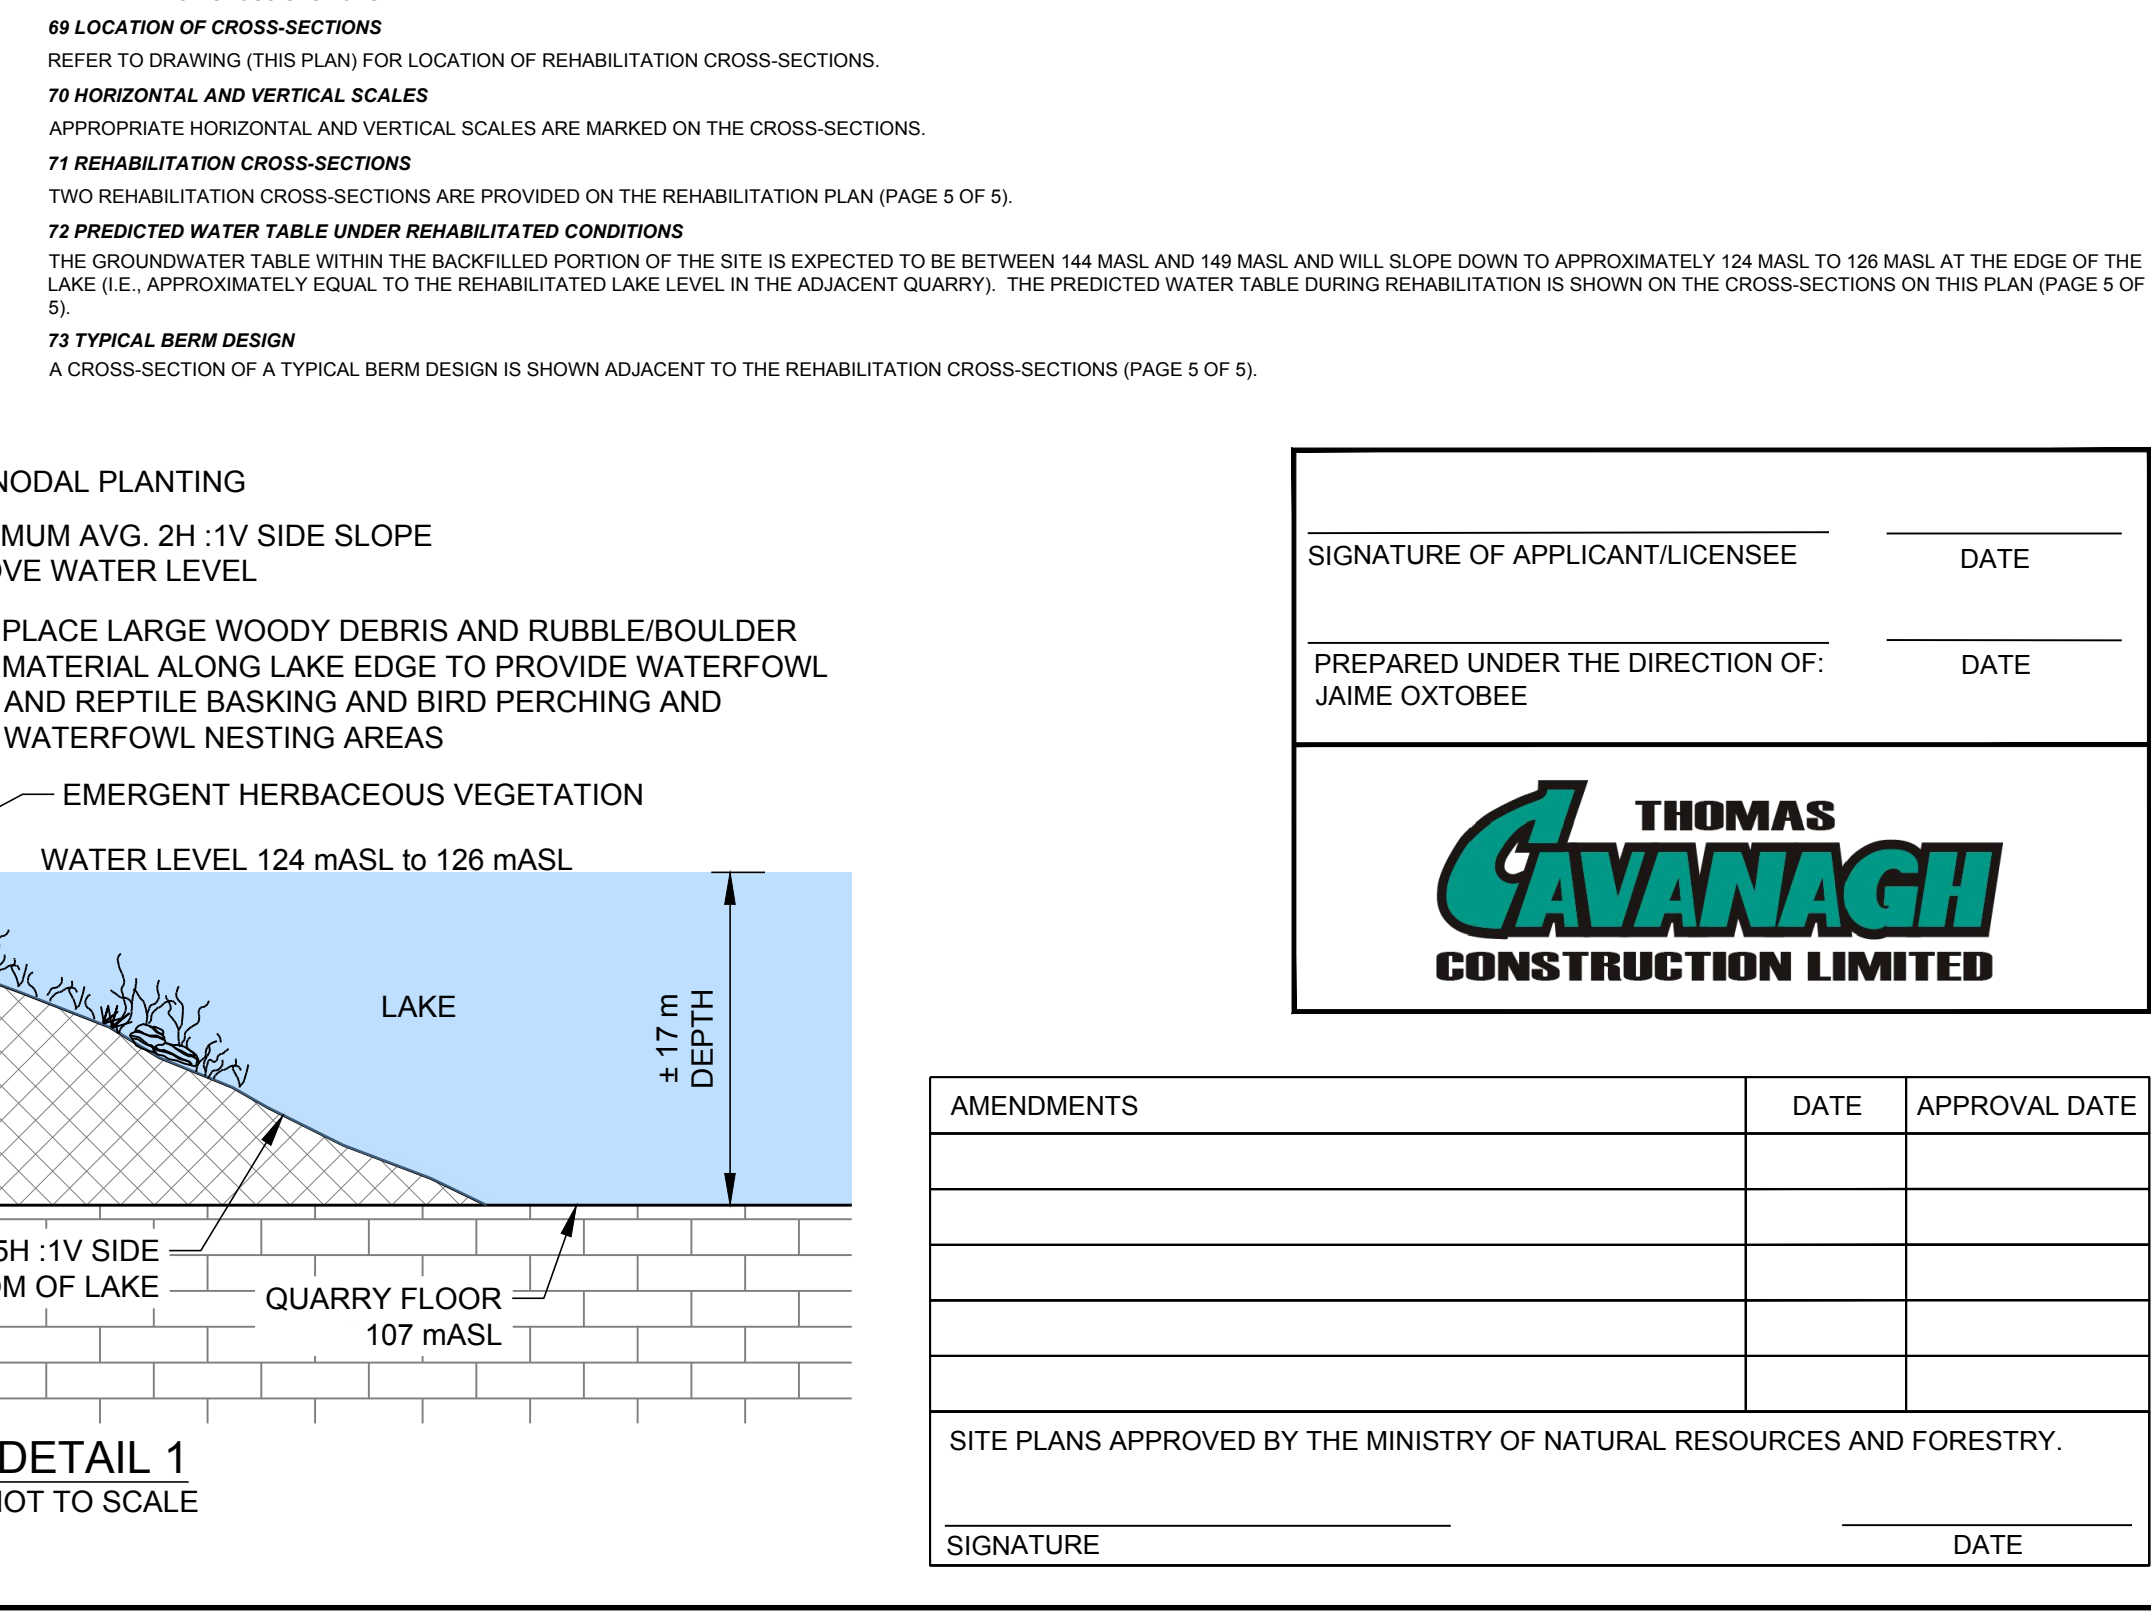 69 LOCATION OF CROSS-SECTIONS
REFER TO DRAWING (THIS PLAN) FOR LOCATION OF REHABILITATION CROSS-SECTIONS.
70 HORIZONTAL AND VERTICAL SCALES
APPROPRIATE HORIZONTAL AND VERTICAL SCALES ARE MARKED ON THE CROSS-SECTIONS.
71 REHABILITATION CROSS-SECTIONS
TWO REHABILITATION CROSS-SECTIONS ARE PROVIDED ON THE REHABILITATION PLAN (PAGE 5 OF 5).
72 PREDICTED WATER TABLE UNDER REHABILITATED CONDITIONS
THE GROUNDWATER TABLE WITHIN THE BACKFILLED PORTION OF THE SITE IS EXPECTED TO BE BETWEEN 144 MASL AND 149 MASL AND WILL SLOPE DOWN TO APPROXIMATELY 124 MASL TO 126 MASL AT THE EDGE OF THE
LAKE (I.E., APPROXIMATELY EQUAL TO THE REHABILITATED LAKE LEVEL IN THE ADJACENT QUARRY). THE PREDICTED WATER TABLE DURING REHABILITATION IS SHOWN ON THE CROSS-SECTIONS ON THIS PLAN (PAGE 5 OF
5).
73 TYPICAL BERM DESIGN
A CROSS-SECTION OF A TYPICAL BERM DESIGN IS SHOWN ADJACENT TO THE REHABILITATION CROSS-SECTIONS (PAGE 5 OF 5).
NODAL PLANTING
MUM AVG. 2H :1V SIDE SLOPE
OVE WATER LEVEL
PLACE LARGE WOODY DEBRIS AND RUBBLE/BOULDER
MATERIAL ALONG LAKE EDGE TO PROVIDE WATERFOWL
AND REPTILE BASKING AND BIRD PERCHING AND
WATERFOWL NESTING AREAS
EMERGENT HERBACEOUS VEGETATION
WATER LEVEL 124 mASL to 126 mASL
LAKE
± 17 m
DEPTH
5H :1V SIDE
OM OF LAKE
QUARRY FLOOR
107 mASL
DETAIL 1
NOT TO SCALE
SIGNATURE OF APPLICANT/LICENSEE
DATE
PREPARED UNDER THE DIRECTION OF:
JAIME OXTOBEE
DATE
THOMAS
CAVANAGH
CONSTRUCTION LIMITED
AMENDMENTS DATE APPROVAL DATE
SITE PLANS APPROVED BY THE MINISTRY OF NATURAL RESOURCES AND FORESTRY.
SIGNATURE
DATE